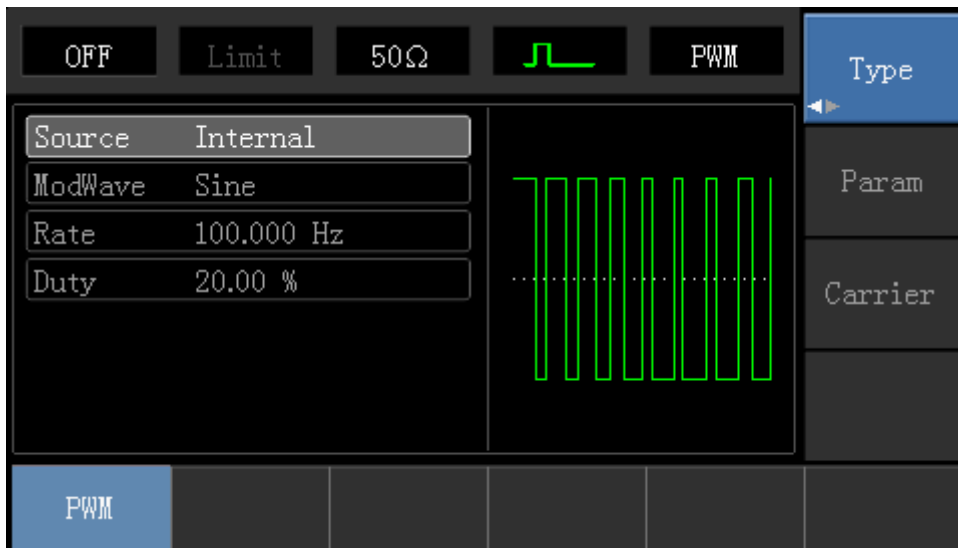 OFF Limit 50Ω PWM Type
Source Internal
ModWave Sine
Rate 100.000 Hz
Duty 20.00 %
Param
Carrier
PWM